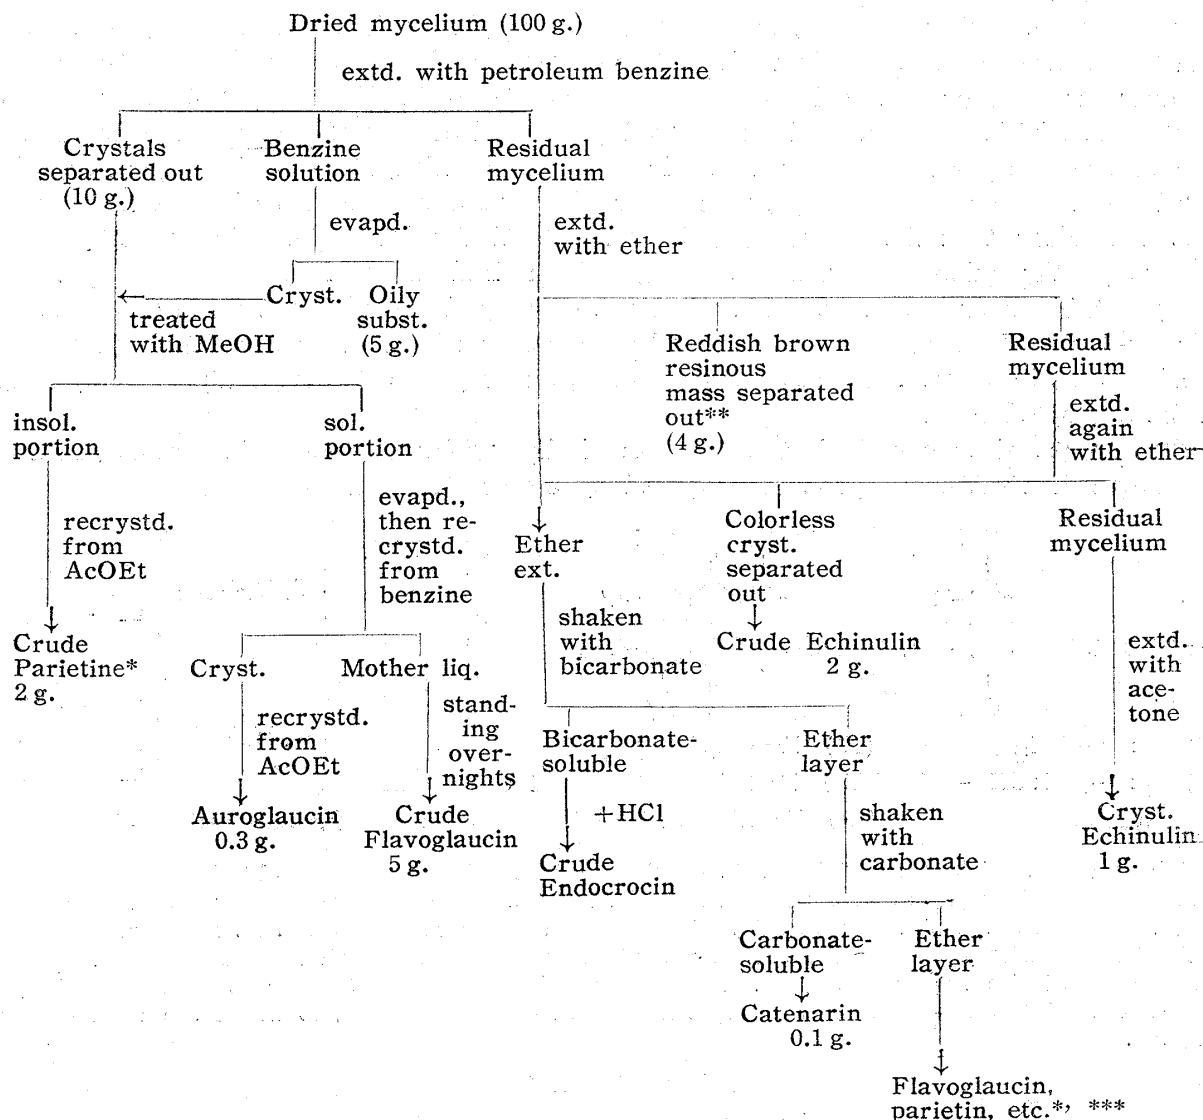 Dried mycelium (100 g.)
extd. with petroleum benzine
Crystals
separated out
(10 g.)
Benzine
solution
Residual
mycelium
evapd.
extd.
with ether
Cryst.
Oily
subst.
(5 g.)
treated
with MeOH
Reddish brown
resinous
mass separated
out**
(4 g.)
Residual
mycelium
extd.
again
with ether
insol.
portion
sol.
portion
recrystd.
from
AcOEt
evapd.,
then re-
crystd.
from
benzine
Ether
ext.
Colorless
cryst.
separated
out
Residual
mycelium
Crude
Parietine*
2 g.
Cryst.
Mother liq.
shaken
with
bicarbonate
Crude Echinulin
2 g.
extd.
with
ace-
tone
recrystd.
from
AcOEt
stand-
ing
over-
nights
Bicarbonate-
soluble
Ether
layer
Auroglaucin
0.3 g.
Crude
Flavoglaucin
5 g.
+HCl
shaken
with
carbonate
Cryst.
Echinulin
1 g.
Crude
Endocrocin
Carbonate-
soluble
Ether
layer
Catenarin
0.1 g.
Flavoglaucin,
parietin, etc.*, ***